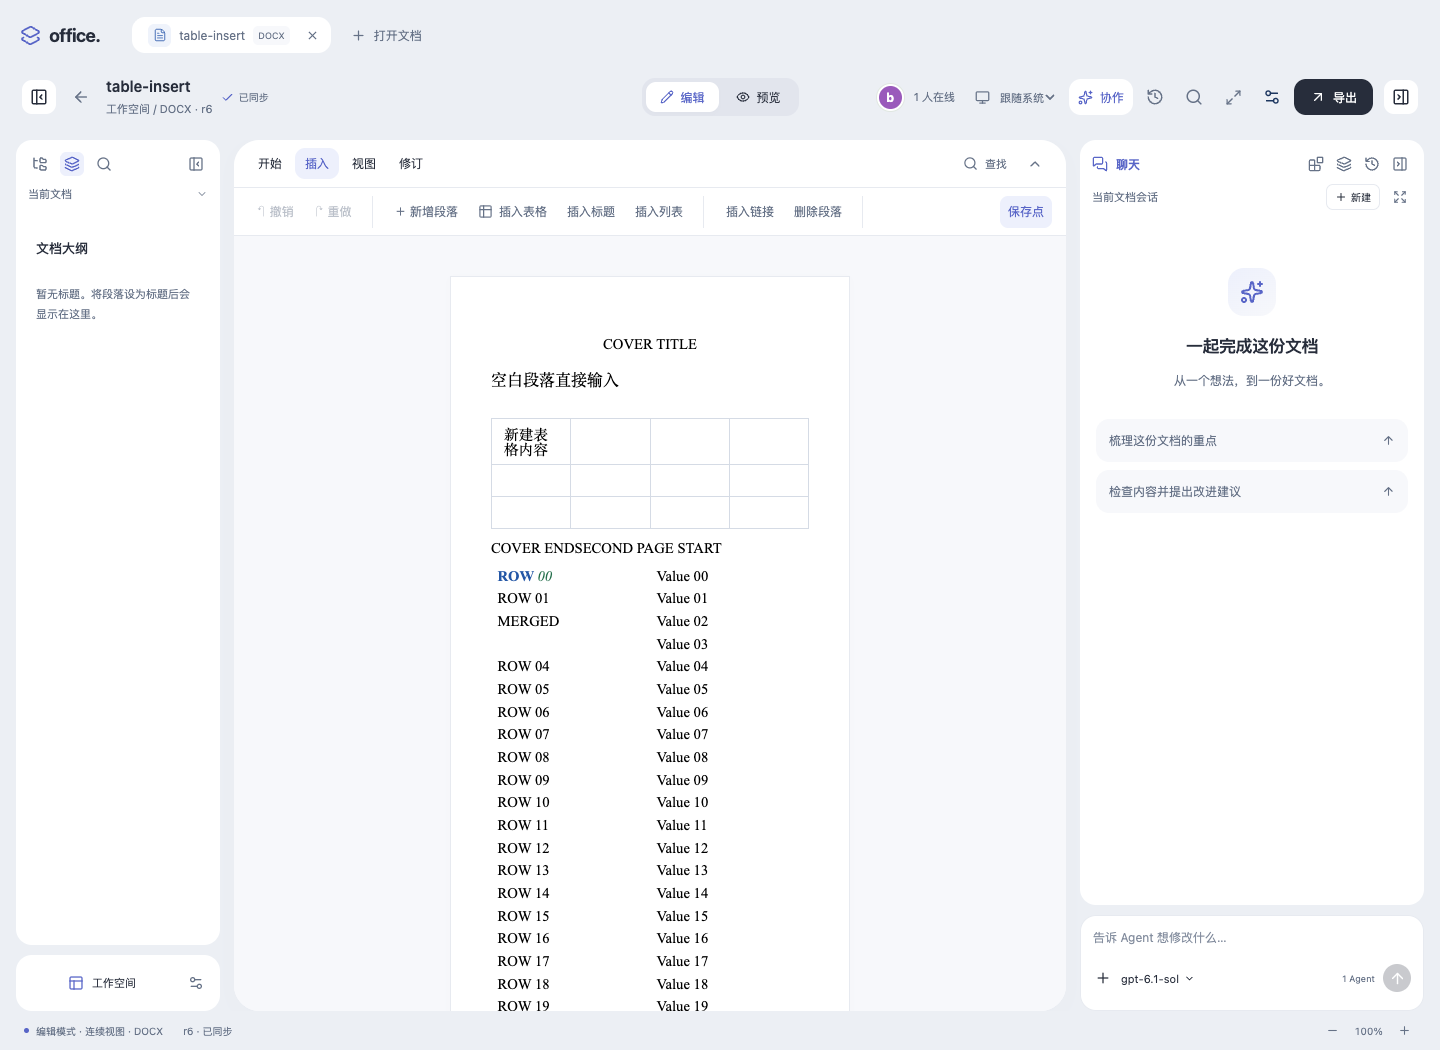 office.
table-insert DOCX
打开文档
table-insert
工作空间 / DOCX · r6
已同步
编辑
预览
b
1 人在线
跟随系统
协作
导出
当前文档
文档大纲
暂无标题。将段落设为标题后会
显示在这里。
工作空间
开始 插入 视图 修订
查找
撤销 重做
新增段落 插入表格 插入标题 插入列表
插入链接 删除段落
保存点
COVER TITLE
空白段落直接输入
新建表
格内容
COVER ENDSECOND PAGE START
ROW 00 Value 00
ROW 01 Value 01
MERGED Value 02
Value 03
ROW 04 Value 04
ROW 05 Value 05
ROW 06 Value 06
ROW 07 Value 07
ROW 08 Value 08
ROW 09 Value 09
ROW 10 Value 10
ROW 11 Value 11
ROW 12 Value 12
ROW 13 Value 13
ROW 14 Value 14
ROW 15 Value 15
ROW 16 Value 16
ROW 17 Value 17
ROW 18 Value 18
ROW 19 Value 19
聊天
当前文档会话
新建
一起完成这份文档
从一个想法，到一份好文档。
梳理这份文档的重点
检查内容并提出改进建议
告诉 Agent 想修改什么...
gpt-6.1-sol
1 Agent
编辑模式 · 连续视图 · DOCX r6 · 已同步
100%